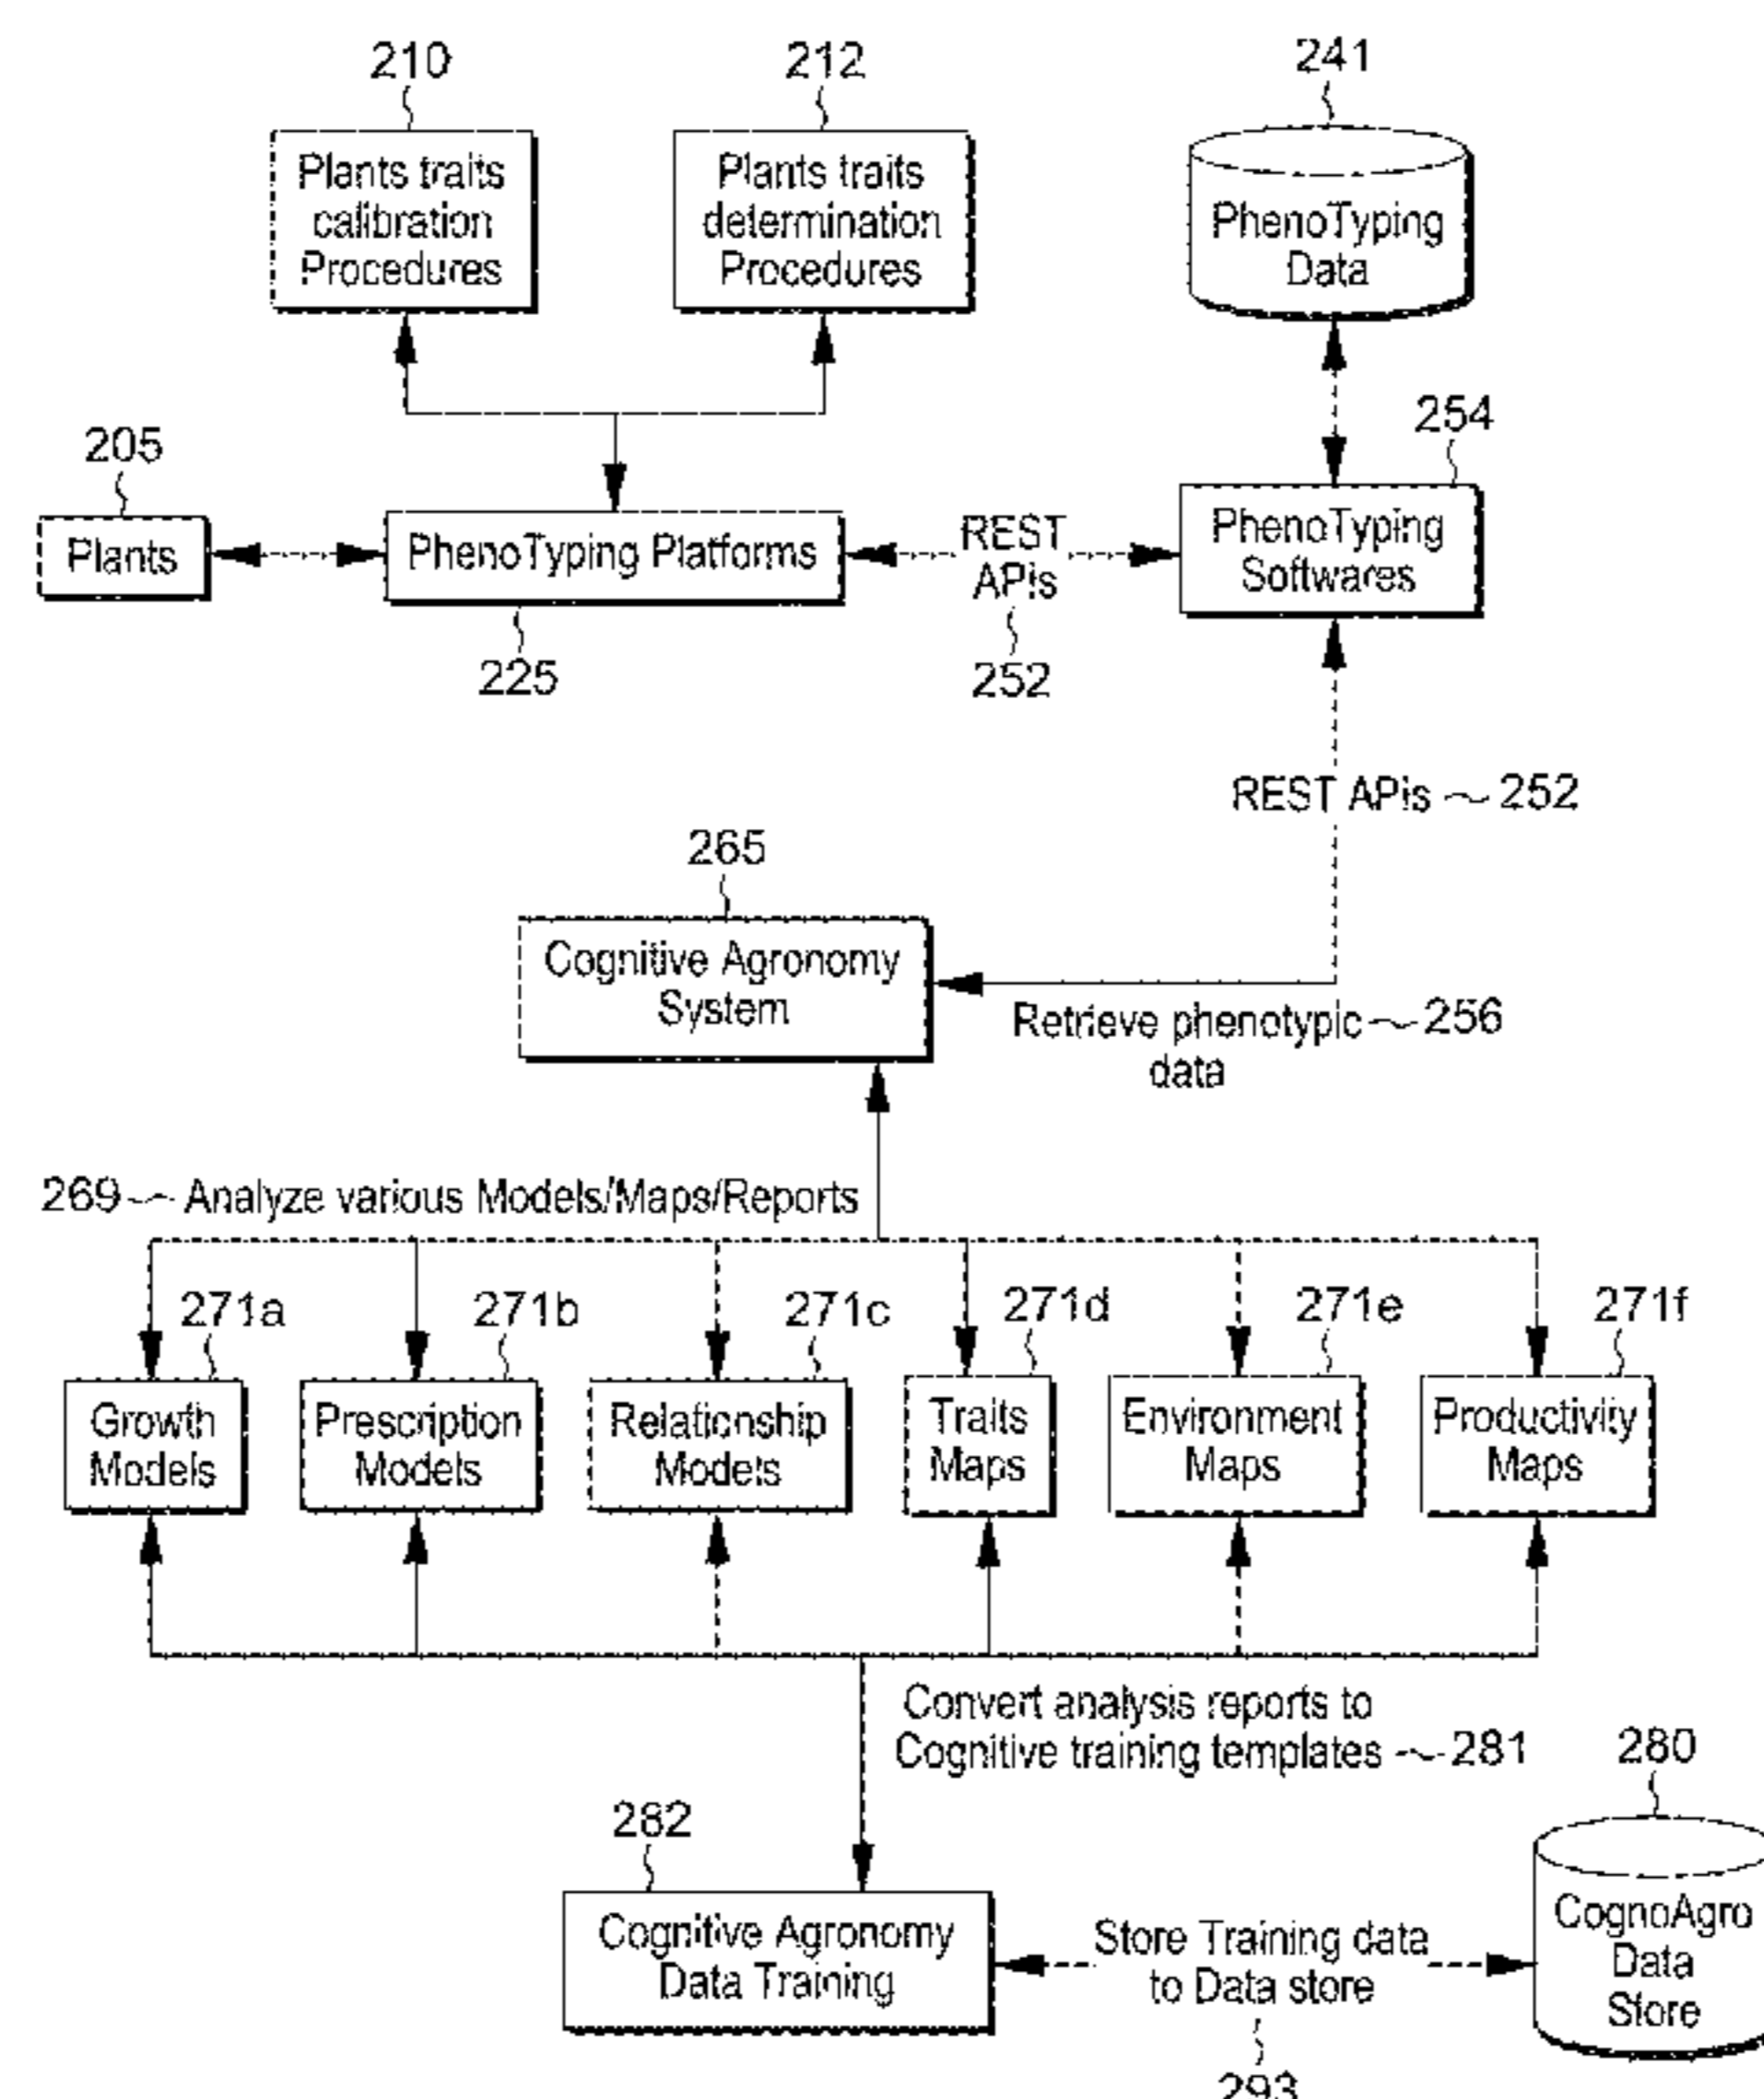 210
212
241
Plants traits
calibration
Procedures
Plants traits
determination
Procedures
PhenoTyping
Data
205
254
Plants
PhenoTyping Platforms
REST
APis
PhenoTyping
Softwares
225
252
REST APis
252
265
Cognitive Agronomy
System
Retrieve phenotypic
data
256
269
Analyze various Models/Maps/Reports
271a
271b
271c
271d
271e
271f
Growth
Models
Prescription
Models
Relationship
Models
Traits
Maps
Environment
Maps
Productivity
Maps
Convert analysis reports to
Cognitive training templates
281
280
282
Cognitive Agronomy
Data Training
Store Training data
to Data store
CognoAgro
Data
Store
293